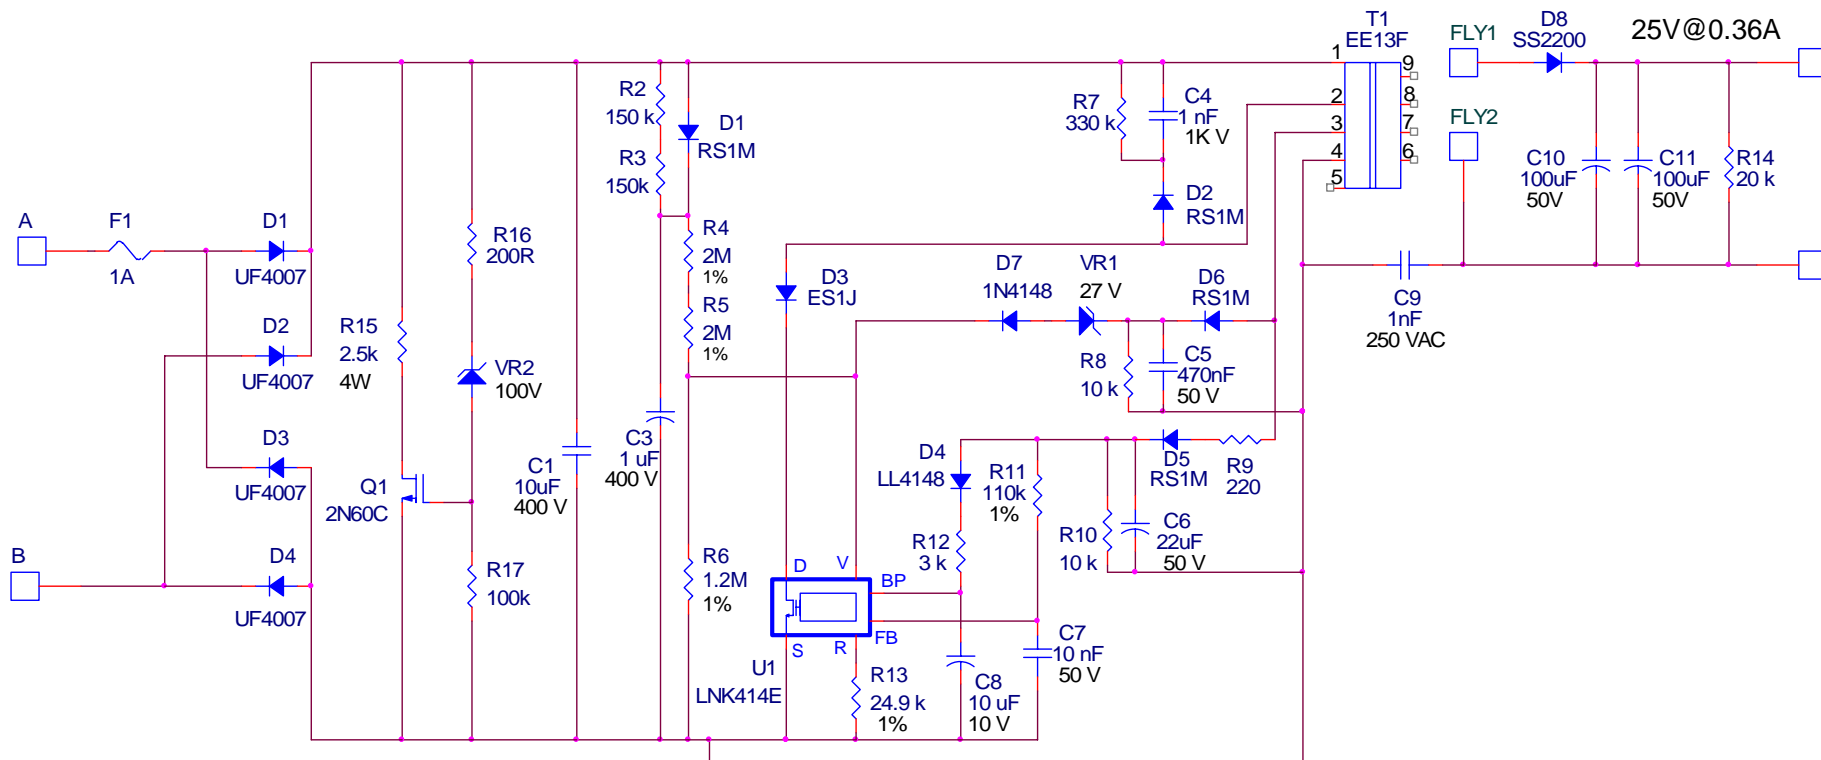 T1
EE13F
FLY1
D8
SS2200
25V@0.36A
1
2
3
4
5
9
8
7
6
R2
150 k
D1
RS1M
R3
150k
R7
330 k
C4
1 nF
1K V
FLY2
C10
100uF
50V
C11
100uF
50V
R14
20 k
D2
RS1M
A
F1
1A
D1
UF4007
R16
200R
R4
2M
1%
D3
ES1J
D7
1N4148
VR1
27 V
D6
RS1M
C9
1nF
250 VAC
D2
UF4007
R15
2.5k
4W
VR2
100V
R5
2M
1%
R8
10 k
C5
470nF
50 V
D3
UF4007
Q1
2N60C
C1
10uF
400 V
C3
1 uF
400 V
D4
LL4148
R11
110k
1%
D5
RS1M
R9
220
R10
10 k
C6
22uF
50 V
B
D4
UF4007
R17
100k
R6
1.2M
1%
D
V
BP
FB
S
R
R12
3 k
U1
LNK414E
R13
24.9 k
1%
C8
10 uF
10 V
C7
10 nF
50 V